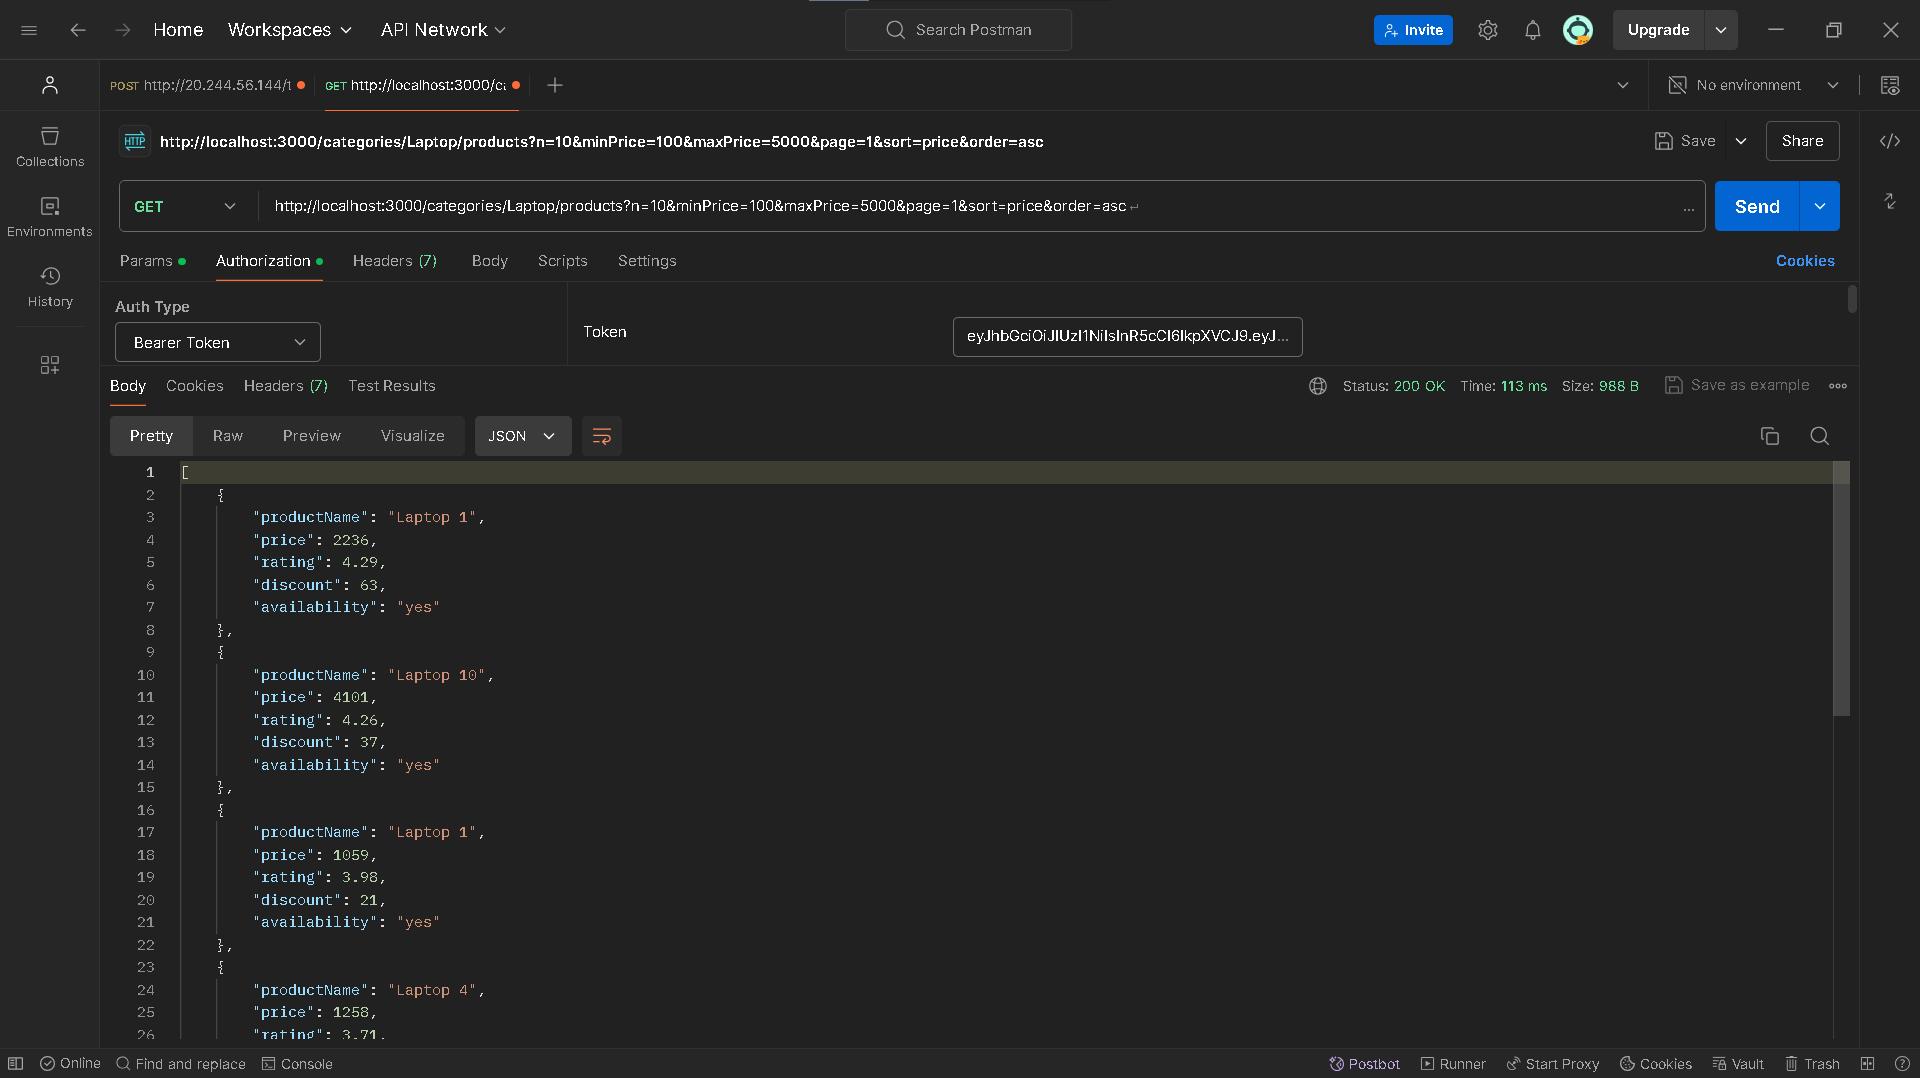 Home Workspaces API Network Search Postman Invite Upgrade
POST http://20.244.56.144/t GET http://localhost:3000/ca No environment
HTTP http://localhost:3000/categories/Laptop/products?n=10&minPrice=100&maxPrice=5000&page=1&sort=price&order=asc Save Share
Collections
GET http://localhost:3000/categories/Laptop/products?n=10&minPrice=100&maxPrice=5000&page=1&sort=price&order=asc ... Send
Environments
Params Authorization Headers (7) Body Scripts Settings Cookies
History
Auth Type
Token eyJhbGciOiJIUzI1NiIsInR5cCI6IkpXVCJ9.eyJ...
Bearer Token
Body Cookies Headers (7) Test Results Status: 200 OK Time: 113 ms Size: 988 B Save as example
Pretty Raw Preview Visualize JSON
1 [
2 {
3 "productName": "Laptop 1",
4 "price": 2236,
5 "rating": 4.29,
6 "discount": 63,
7 "availability": "yes"
8 },
9 {
10 "productName": "Laptop 10",
11 "price": 4101,
12 "rating": 4.26,
13 "discount": 37,
14 "availability": "yes"
15 },
16 {
17 "productName": "Laptop 1",
18 "price": 1059,
19 "rating": 3.98,
20 "discount": 21,
21 "availability": "yes"
22 },
23 {
24 "productName": "Laptop 4",
25 "price": 1258,
26 "rating": 3.71,
Online Find and replace Console Postbot Runner Start Proxy Cookies Vault Trash